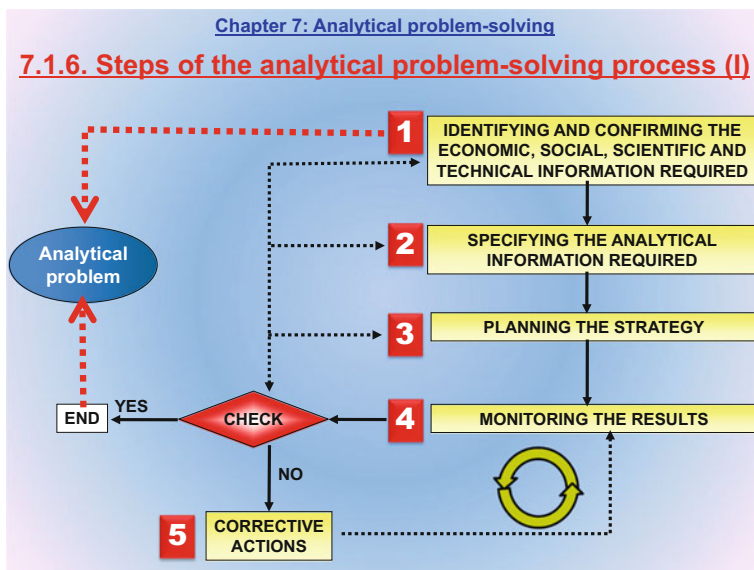 Chapter 7: Analytical problem-solving
7.1.6. Steps of the analytical problem-solving process (I)
1
IDENTIFYING AND CONFIRMING THE
ECONOMIC, SOCIAL, SCIENTIFIC AND
TECHNICAL INFORMATION REQUIRED
Analytical
problem
2
SPECIFYING THE ANALYTICAL
INFORMATION REQUIRED
3
PLANNING THE STRATEGY
END
YES
CHECK
4
MONITORING THE RESULTS
NO
5
CORRECTIVE
ACTIONS